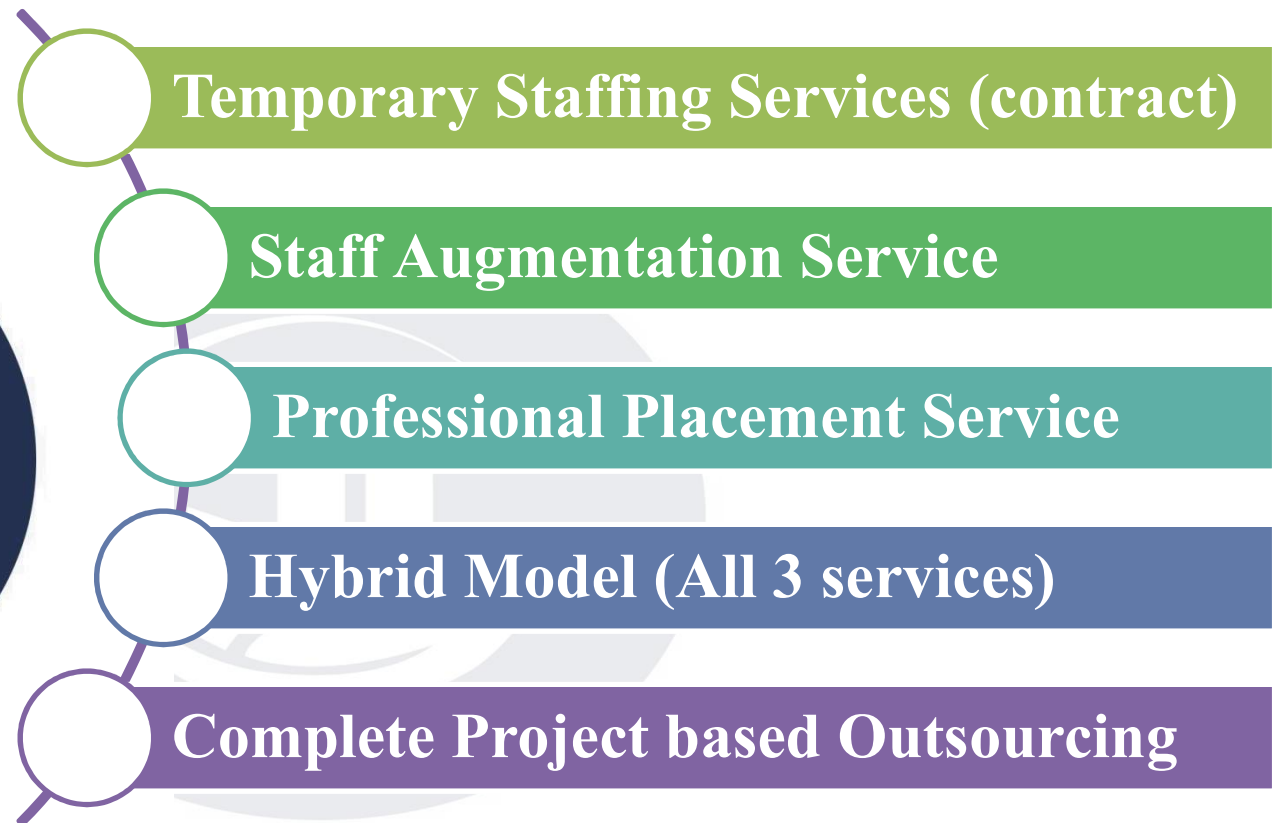 Temporary Staffing Services (contract)
Staff Augmentation Service
Professional Placement Service
Hybrid Model (All 3 services)
Complete Project based Outsourcing